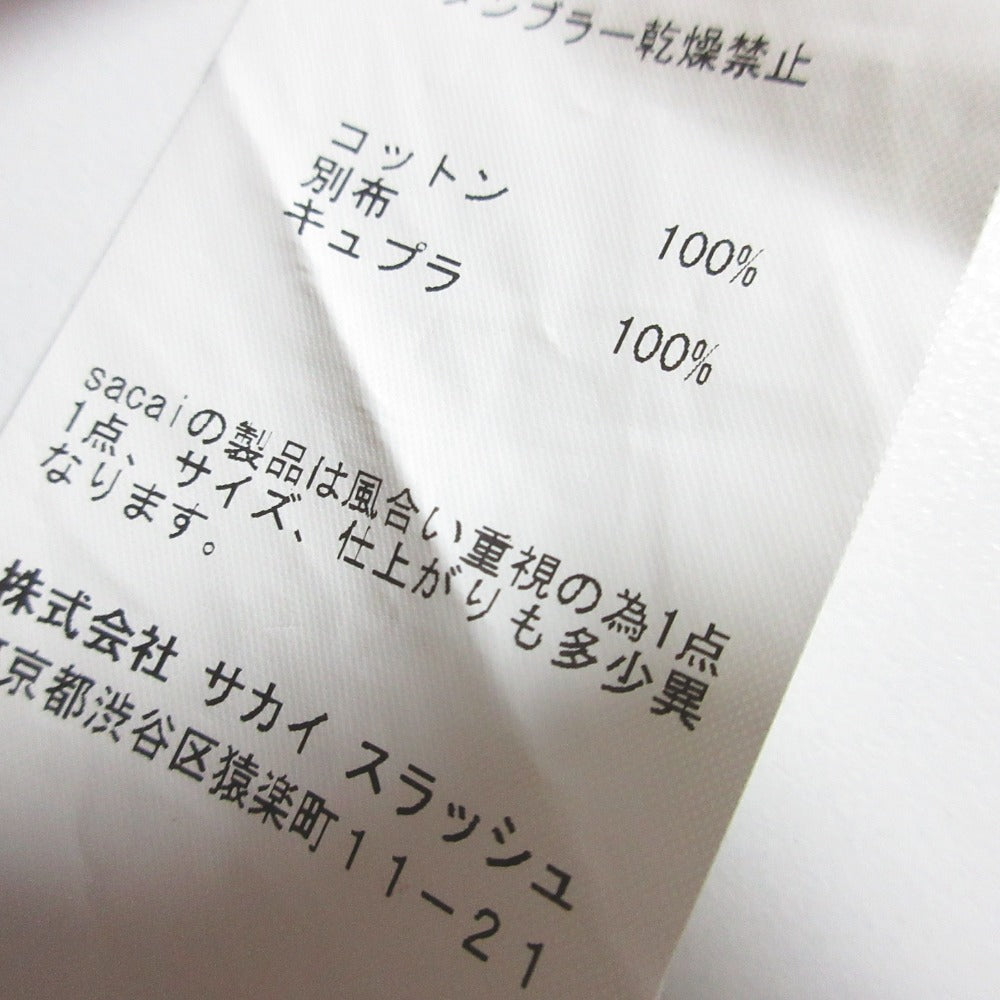 タンブラー乾燥禁止
コットン 100%
別布
キュプラ 100%
sacaiの製品は風合い重視の為1点
1点、サイズ、仕上がりも多少異
なります。
株式会社 サカイ スラッシュ
東京都渋谷区猿楽町11-21